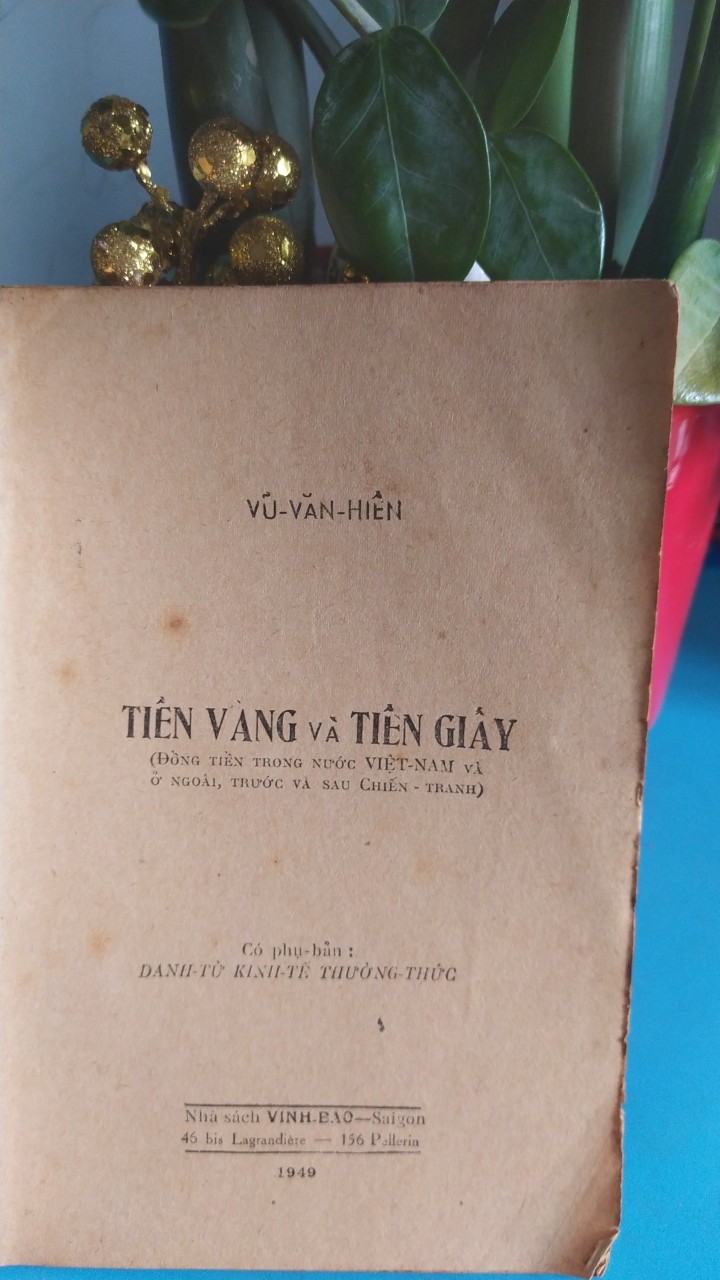 VŨ-VĂN-HIỀN
TIỀN VÀNG VÀ TIỀN GIẤY
(ĐỒNG TIỀN TRONG NƯỚC VIỆT-NAM VÀ
Ở NGOÀI, TRƯỚC VÀ SAU CHIẾN - TRANH)
Có phụ-bản :
DANH-TỪ KINH-TẾ THƯỜNG-THỨC
Nhà sách VINH-BAO—Saigon
46 bis Lagrandière — 156 Pellerin
1949